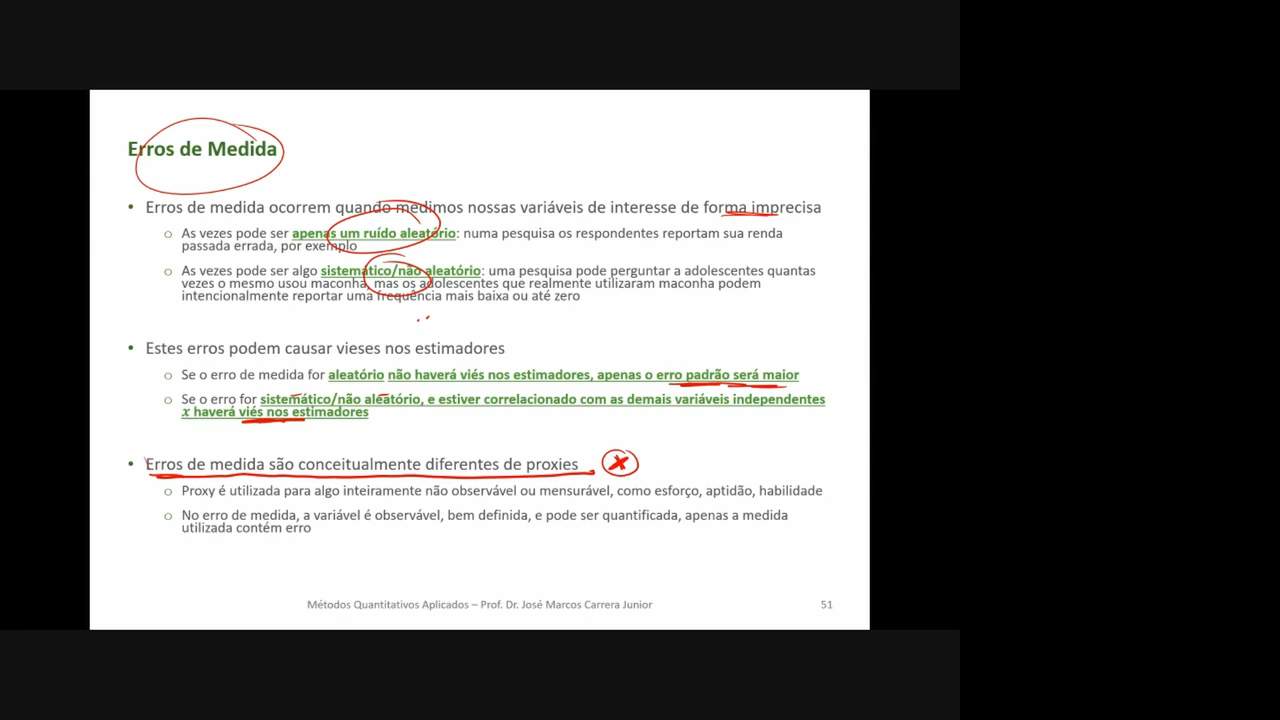 Erros de Medida
• Erros de medida ocorrem quando medimos nossas variáveis de interesse de forma imprecisa
o As vezes pode ser apenas um ruído aleatório: numa pesquisa os respondentes reportam sua renda
passada errada, por exemplo
o As vezes pode ser algo sistemático/não aleatório: uma pesquisa pode perguntar a adolescentes quantas
vezes o mesmo usou maconha, mas os adolescentes que realmente utilizaram maconha podem
intencionalmente reportar uma frequência mais baixa ou até zero
• Estes erros podem causar vieses nos estimadores
o Se o erro de medida for aleatório não haverá viés nos estimadores, apenas o erro padrão será maior
o Se o erro for sistemático/não aleatório, e estiver correlacionado com as demais variáveis independentes
x haverá viés nos estimadores
• Erros de medida são conceitualmente diferentes de proxies
o Proxy é utilizada para algo inteiramente não observável ou mensurável, como esforço, aptidão, habilidade
o No erro de medida, a variável é observável, bem definida, e pode ser quantificada, apenas a medida
utilizada contém erro
Métodos Quantitativos Aplicados – Prof. Dr. José Marcos Carrera Junior
51